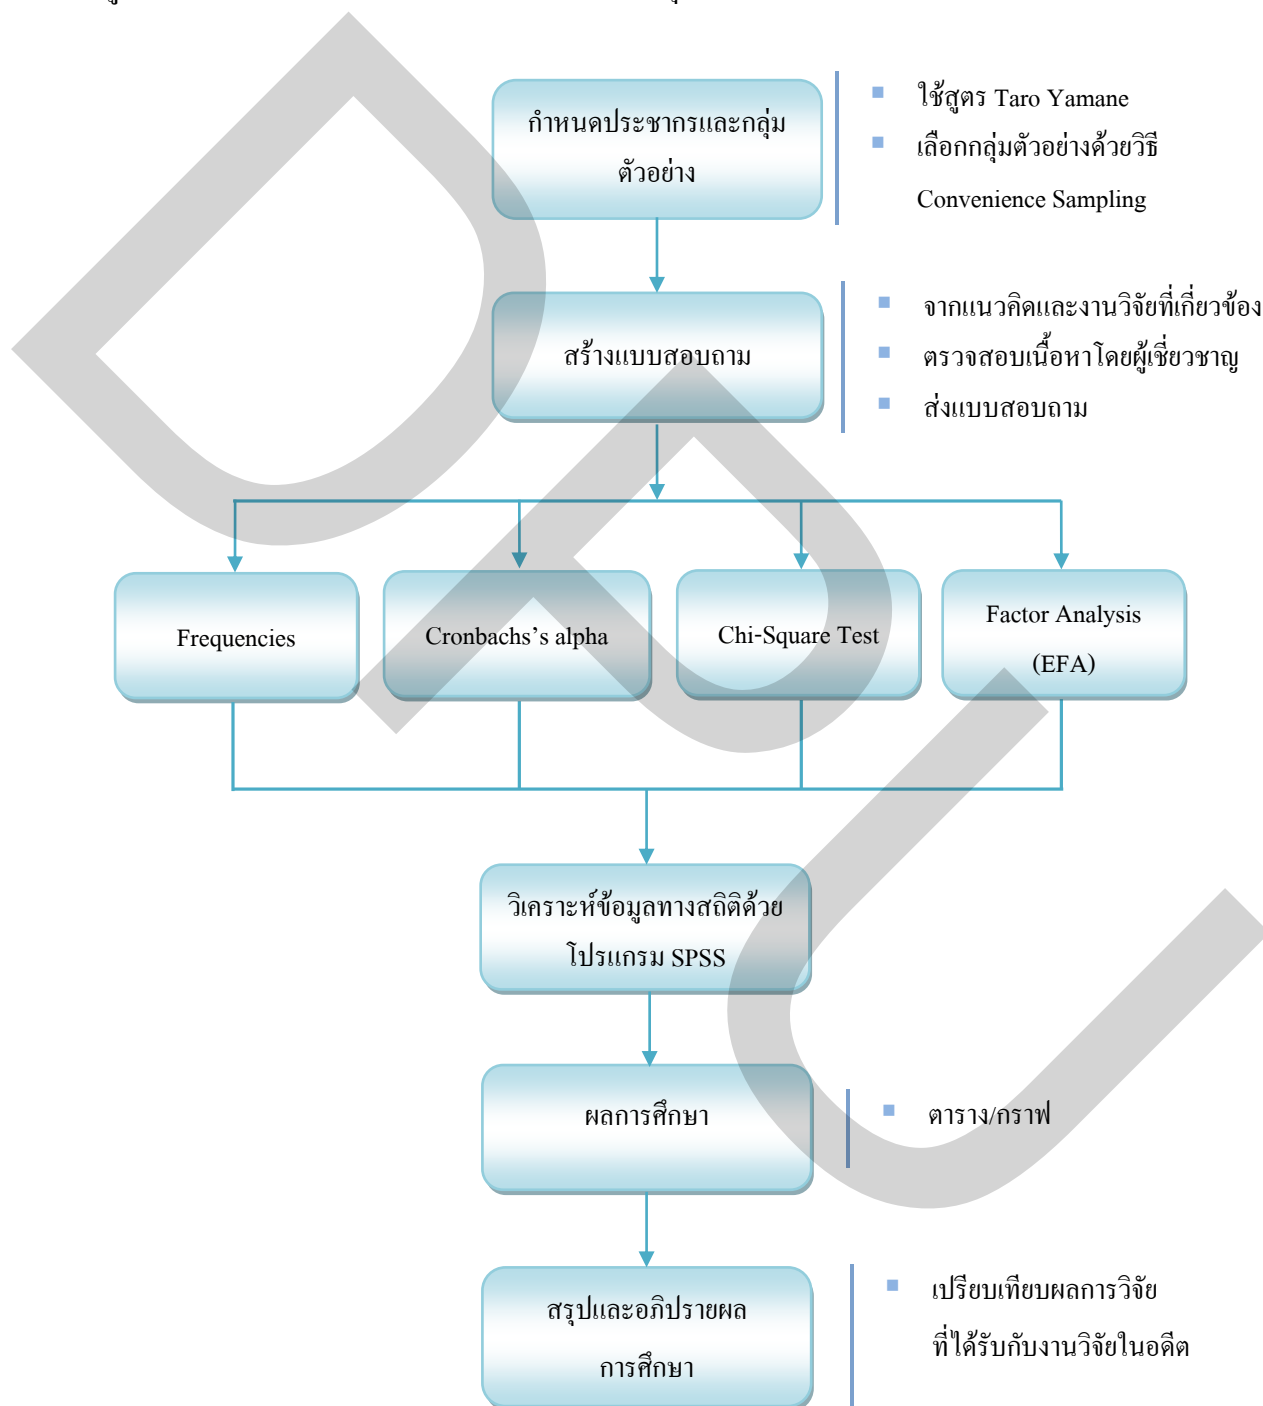 กำหนดประชากรและกลุ่ม
ตัวอย่าง
ใช้สูตร Taro Yamane
เลือกกลุ่มตัวอย่างด้วยวิธี
Convenience Sampling
สร้างแบบสอบถาม
จากแนวคิดและงานวิจัยที่เกี่ยวข้อง
ตรวจสอบเนื้อหาโดยผู้เชี่ยวชาญ
ส่งแบบสอบถาม
Frequencies
Cronbachs’s alpha
Chi-Square Test
Factor Analysis
(EFA)
วิเคราะห์ข้อมูลทางสถิติด้วย
โปรแกรม SPSS
ผลการศึกษา
ตาราง/กราฟ
สรุปและอภิปรายผล
การศึกษา
เปรียบเทียบผลการวิจัย
ที่ได้รับกับงานวิจัยในอดีต
DPU